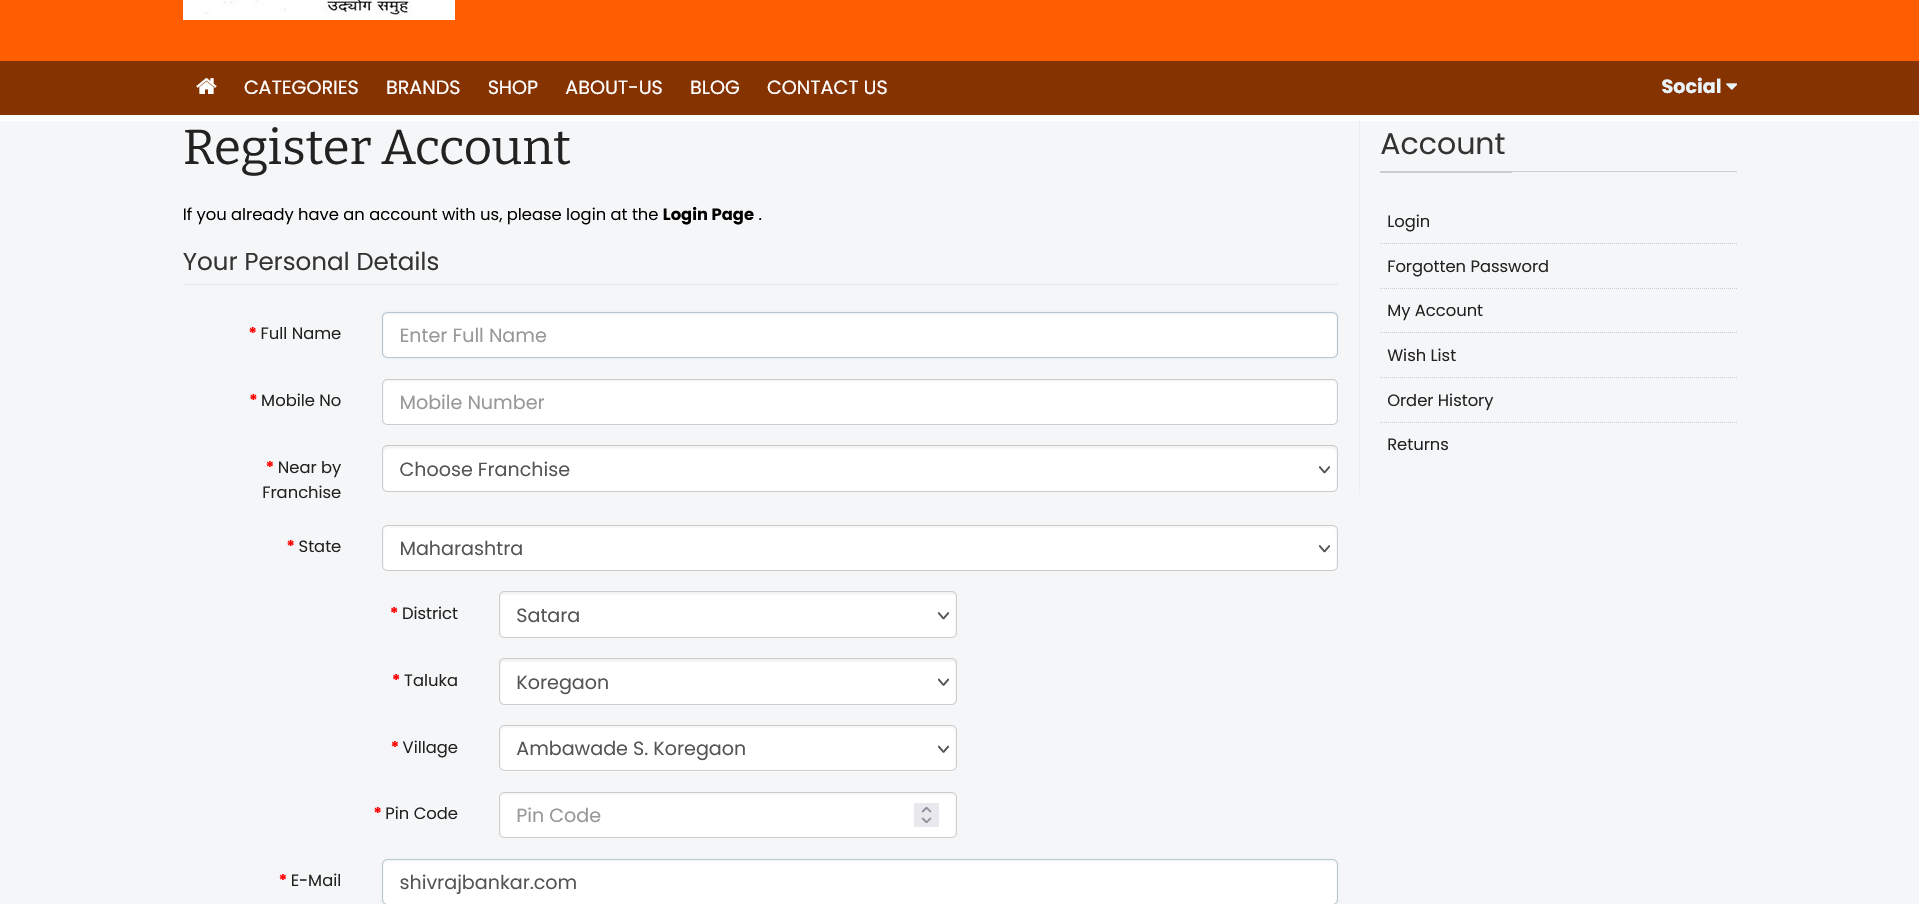 उद्योग समुह
CATEGORIES BRANDS SHOP ABOUT-US BLOG CONTACT US Social
Register Account
If you already have an account with us, please login at the Login Page .
Your Personal Details
* Full Name Enter Full Name
* Mobile No Mobile Number
* Near by Franchise Choose Franchise
* State Maharashtra
* District Satara
* Taluka Koregaon
* Village Ambawade S. Koregaon
* Pin Code Pin Code
* E-Mail shivrajbankar.com
Account
Login
Forgotten Password
My Account
Wish List
Order History
Returns